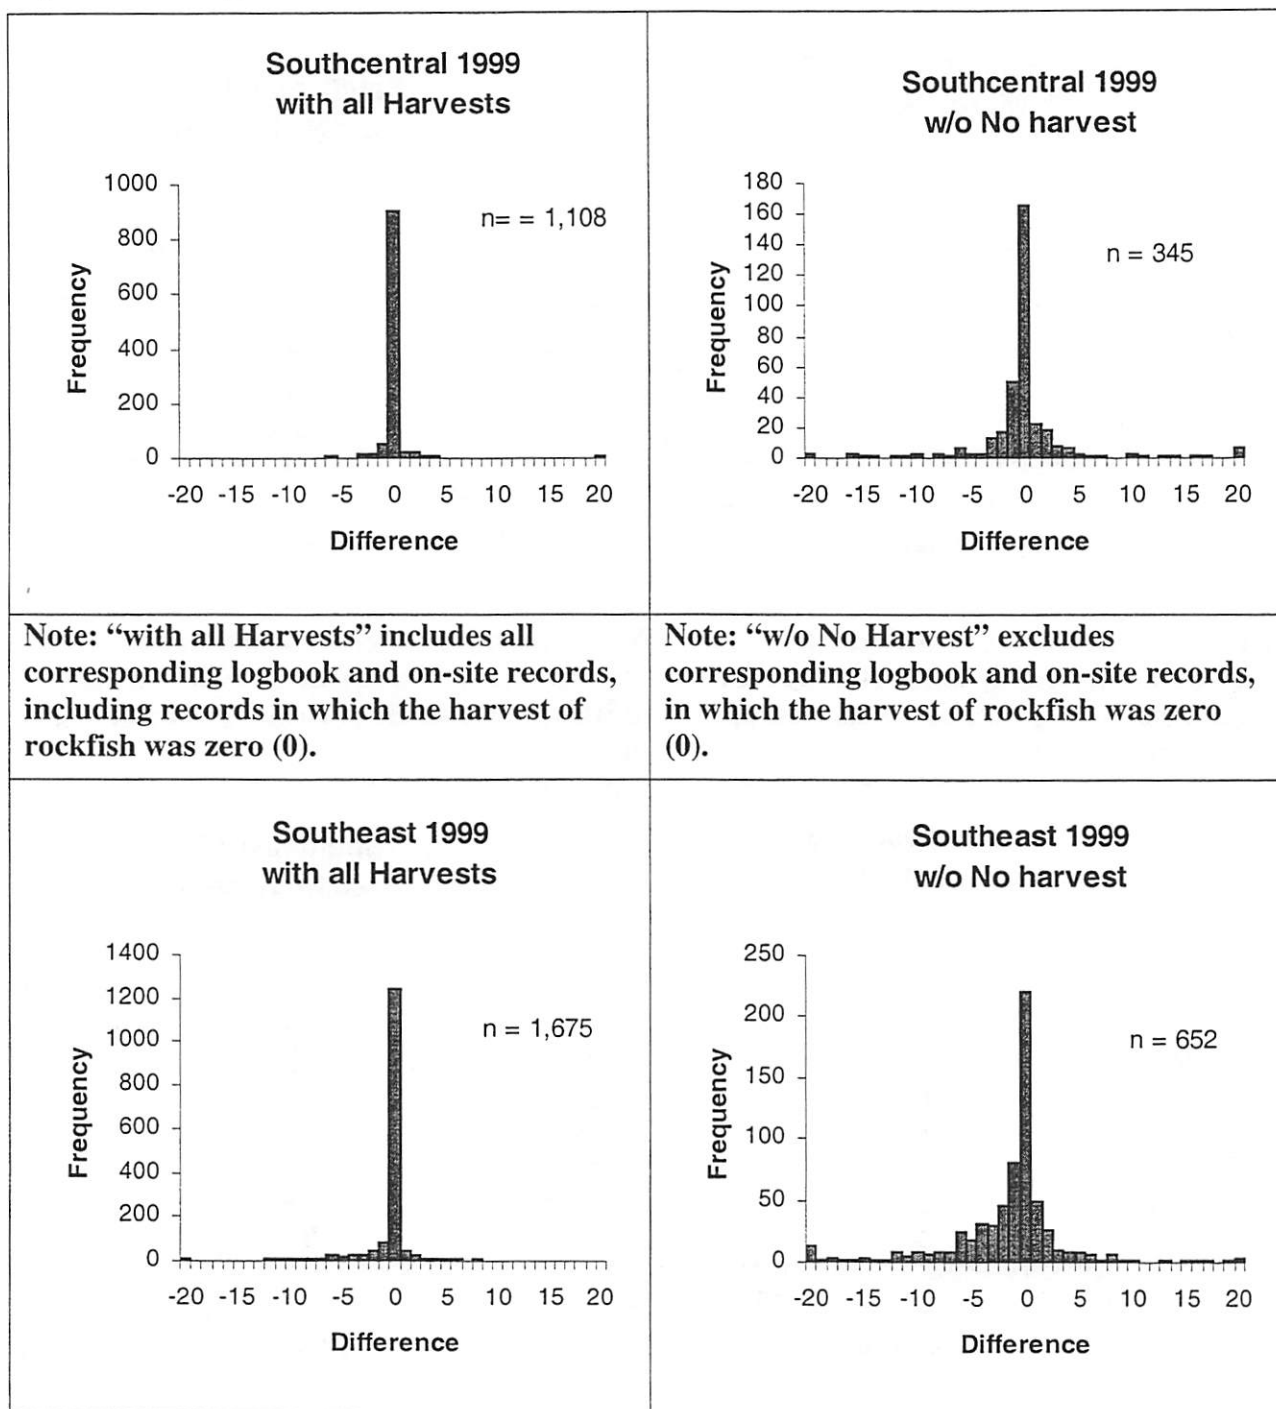 Southcentral 1999
with all Harvests
1000
800
600
400
200
0
Frequency
n= = 1,108
-20 -15 -10 -5 0 5 10 15 20
Difference
Southcentral 1999
w/o No harvest
180
160
140
120
100
80
60
40
20
0
Frequency
n = 345
-20 -15 -10 -5 0 5 10 15 20
Difference
Note: “with all Harvests” includes all
corresponding logbook and on-site records,
including records in which the harvest of
rockfish was zero (0).
Note: “w/o No Harvest” excludes
corresponding logbook and on-site records,
in which the harvest of rockfish was zero
(0).
Southeast 1999
with all Harvests
1400
1200
1000
800
600
400
200
0
Frequency
n = 1,675
-20 -15 -10 -5 0 5 10 15 20
Difference
Southeast 1999
w/o No harvest
250
200
150
100
50
0
Frequency
n = 652
-20 -15 -10 -5 0 5 10 15 20
Difference